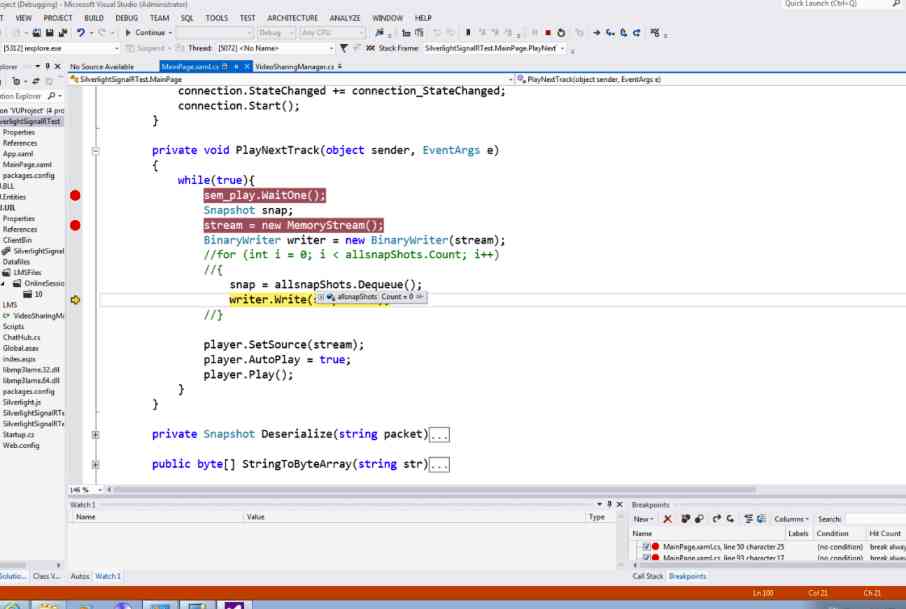 oject (Debugging) - Microsoft Visual Studio (Administrator)
Quick Launch (Ctrl+Q)
VIEW PROJECT BUILD DEBUG TEAM SQL TOOLS TEST ARCHITECTURE ANALYZE WINDOW HELP
Continue Debug Any CPU
[5312] iexplore.exe Suspend Thread: [5072] <No Name> Stack Frame: SilverlightSignalRTest.MainPage.PlayNext
plorer No Source Available MainPage.xaml.cs VideoSharingManager.cs
SilverlightSignalRTest.MainPage PlayNextTrack(object sender, EventArgs e)
connection.StateChanged += connection_StateChanged;
connection.Start();
}
private void PlayNextTrack(object sender, EventArgs e)
{
while(true){
sem_play.WaitOne();
Snapshot snap;
stream = new MemoryStream();
BinaryWriter writer = new BinaryWriter(stream);
//for (int i = 0; i < allsnapShots.Count; i++)
//{
snap = allsnapShots.Dequeue();
writer.Write(
allsnapShots Count = 0
//}
player.SetSource(stream);
player.AutoPlay = true;
player.Play();
}
}
private Snapshot Deserialize(string packet)...
public byte[] StringToByteArray(string str)...
ution Explorer
on 'VUProject' (4 pro
verlightSignalRTest
Properties
References
App.xaml
MainPage.xaml
packages.config
.BLL
.Entities
.UIL
Properties
References
ClientBin
SilverlightSignal
Datafiles
LMSFiles
OnlineSessio
10
LMS
VideoSharingMa
Scripts
ChatHub.cs
Global.asax
index.aspx
libmp3lame.32.dll
libmp3lame.64.dll
packages.config
Silverlight.js
SilverlightSignalRTe
SilverlightSignalRTe
Startup.cs
Web.config
146 %
Watch 1
Name Value Type
Breakpoints
New Columns Search:
Name Labels Condition Hit Count
MainPage.xaml.cs, line 90 character 25 (no condition) break alway
MainPage.xaml.cs, line 93 character 17 (no condition) break alway
Solutio... Class V... Autos Watch 1
Call Stack Breakpoints
Ln 100 Col 21 Ch 21